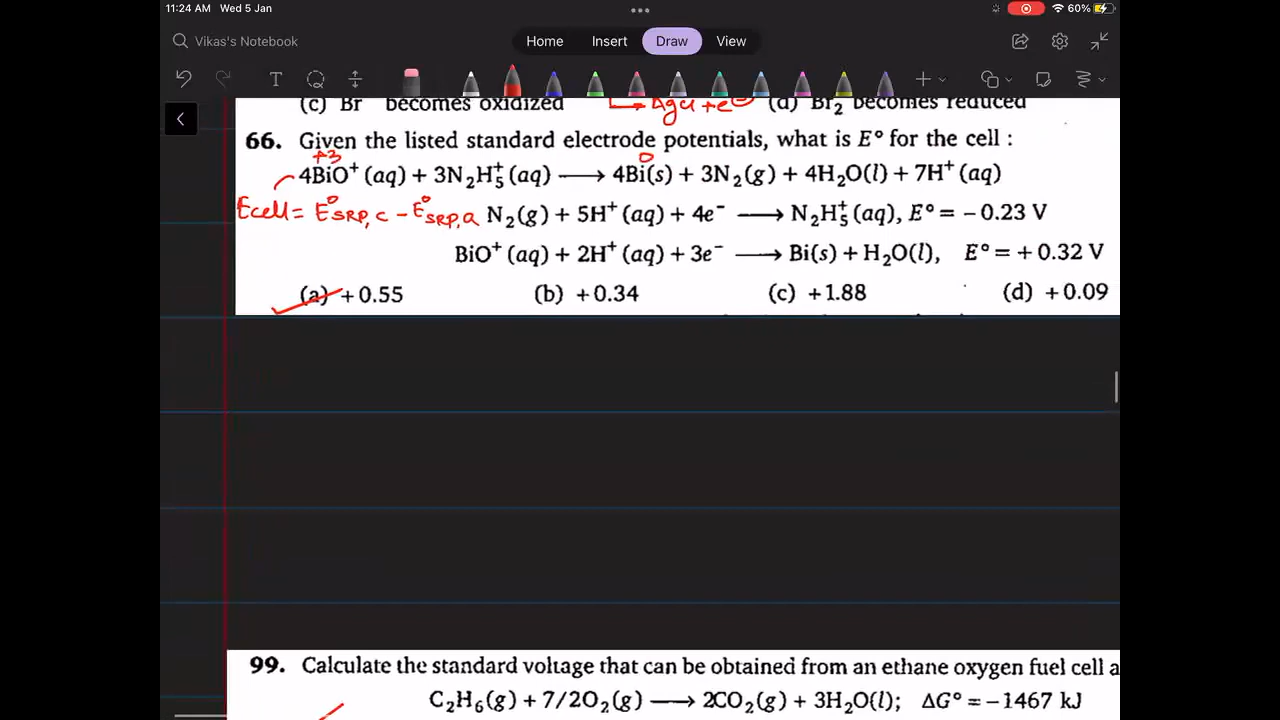 11:24 AM Wed 5 Jan
60%
Vikas's Notebook
Home Insert Draw View
(c) Br becomes oxidized → AgCl + e⊖ (d) Br₂ becomes reduced
66. Given the listed standard electrode potentials, what is E° for the cell :
+3 0
4BiO⁺(aq) + 3N₂H₅⁺(aq) ⟶ 4Bi(s) + 3N₂(g) + 4H₂O(l) + 7H⁺(aq)
Ecell = E°SRP, c - E°SRP, a N₂(g) + 5H⁺(aq) + 4e⁻ ⟶ N₂H₅⁺(aq), E° = − 0.23 V
BiO⁺(aq) + 2H⁺(aq) + 3e⁻ ⟶ Bi(s) + H₂O(l), E° = + 0.32 V
(a) +0.55 (b) +0.34 (c) +1.88 (d) +0.09
99. Calculate the standard voltage that can be obtained from an ethane oxygen fuel cell a
C₂H₆(g) + 7/2O₂(g) ⟶ 2CO₂(g) + 3H₂O(l); ΔG° = −1467 kJ